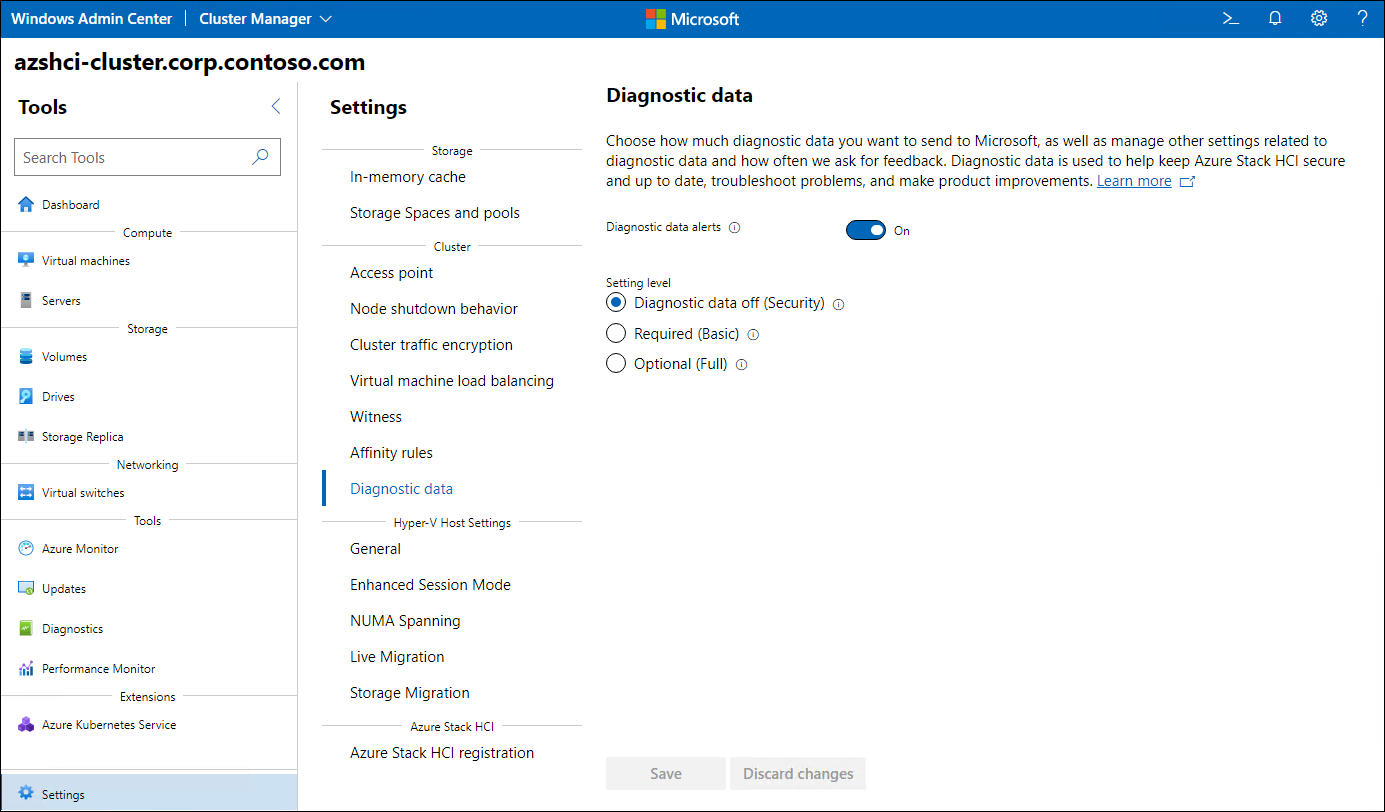 Windows Admin Center
Cluster Manager
Microsoft
azshci-cluster.corp.contoso.com
Tools
Search Tools
Dashboard
Compute
Virtual machines
Servers
Storage
Volumes
Drives
Storage Replica
Networking
Virtual switches
Tools
Azure Monitor
Updates
Diagnostics
Performance Monitor
Extensions
Azure Kubernetes Service
Settings
Settings
Storage
In-memory cache
Storage Spaces and pools
Cluster
Access point
Node shutdown behavior
Cluster traffic encryption
Virtual machine load balancing
Witness
Affinity rules
Diagnostic data
Hyper-V Host Settings
General
Enhanced Session Mode
NUMA Spanning
Live Migration
Storage Migration
Azure Stack HCI
Azure Stack HCI registration
Diagnostic data
Choose how much diagnostic data you want to send to Microsoft, as well as manage other settings related to
diagnostic data and how often we ask for feedback. Diagnostic data is used to help keep Azure Stack HCI secure
and up to date, troubleshoot problems, and make product improvements. Learn more
Diagnostic data alerts
On
Setting level
Diagnostic data off (Security)
Required (Basic)
Optional (Full)
Save
Discard changes